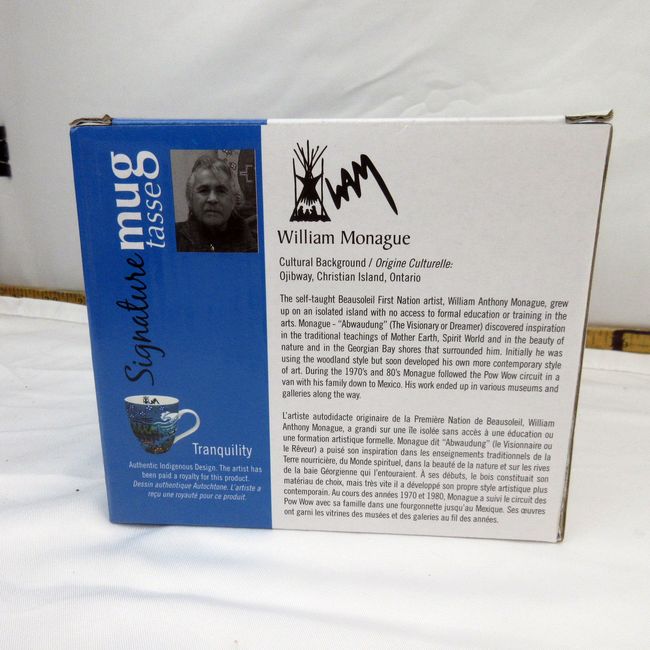 Signature
mug
tasse
WAM
William Monague
Cultural Background / Origine Culturelle:
Ojibway, Christian Island, Ontario
The self-taught Beausoleil First Nation artist, William Anthony Monague, grew
up on an isolated island with no access to formal education or training in the
arts. Monague - "Abwaudung" (The Visionary or Dreamer) discovered inspiration
in the traditional teachings of Mother Earth, Spirit World and in the beauty of
nature and in the Georgian Bay shores that surrounded him. Initially he was
using the woodland style but soon developed his own more contemporary style
of art. During the 1970's and 80's Monague followed the Pow Wow circuit in a
van with his family down to Mexico. His work ended up in various museums and
galleries along the way.
L'artiste autodidacte originaire de la Première Nation de Beausoleil, William
Anthony Monague, a grandi sur une île isolée sans accès à une éducation ou
une formation artistique formelle. Monague dit "Abwaudung" (le Visionnaire ou
le Rêveur) a puisé son inspiration dans les enseignements traditionnels de la
Terre nourricière, du Monde spirituel, dans la beauté de la nature et sur les rives
de la baie Géorgienne qui l'entouraient. À ses débuts, le bois constituait son
matériau de choix, mais très vite il a développé son propre style artistique plus
contemporain. Au cours des années 1970 et 1980, Monague a suivi le circuit des
Pow Wow avec sa famille dans une fourgonnette jusqu'au Mexique. Ses œuvres
ont garni les vitrines des musées et des galeries au fil des années.
Tranquility
Authentic Indigenous Design. The artist has
been paid a royalty for this product.
Dessin authentique Autochtone. L'artiste a
reçu une royauté pour ce produit.